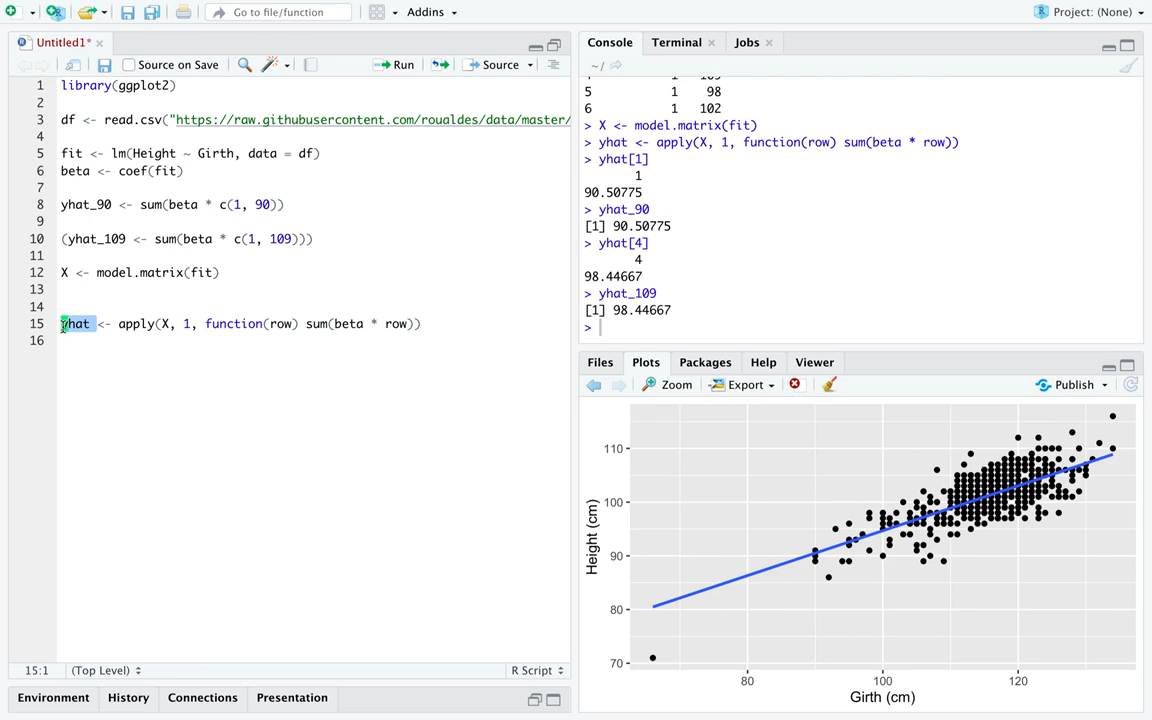 Go to file/function
Addins
Project: (None)
Untitled1*
Source on Save
Run
Source
1 library(ggplot2)
2
3 df <- read.csv("https://raw.githubusercontent.com/roualdes/data/master/
4
5 fit <- lm(Height ~ Girth, data = df)
6 beta <- coef(fit)
7
8 yhat_90 <- sum(beta * c(1, 90))
9
10 (yhat_109 <- sum(beta * c(1, 109)))
11
12 X <- model.matrix(fit)
13
14
15 yhat <- apply(X, 1, function(row) sum(beta * row))
16
15:1 (Top Level) R Script
Environment History Connections Presentation
Console Terminal Jobs
~/
5 1 98
6 1 102
> X <- model.matrix(fit)
> yhat <- apply(X, 1, function(row) sum(beta * row))
> yhat[1]
1
90.50775
> yhat_90
[1] 90.50775
> yhat[4]
4
98.44667
> yhat_109
[1] 98.44667
>
Files Plots Packages Help Viewer
Zoom Export Publish
110
100
90
80
70
Height (cm)
80 100 120
Girth (cm)